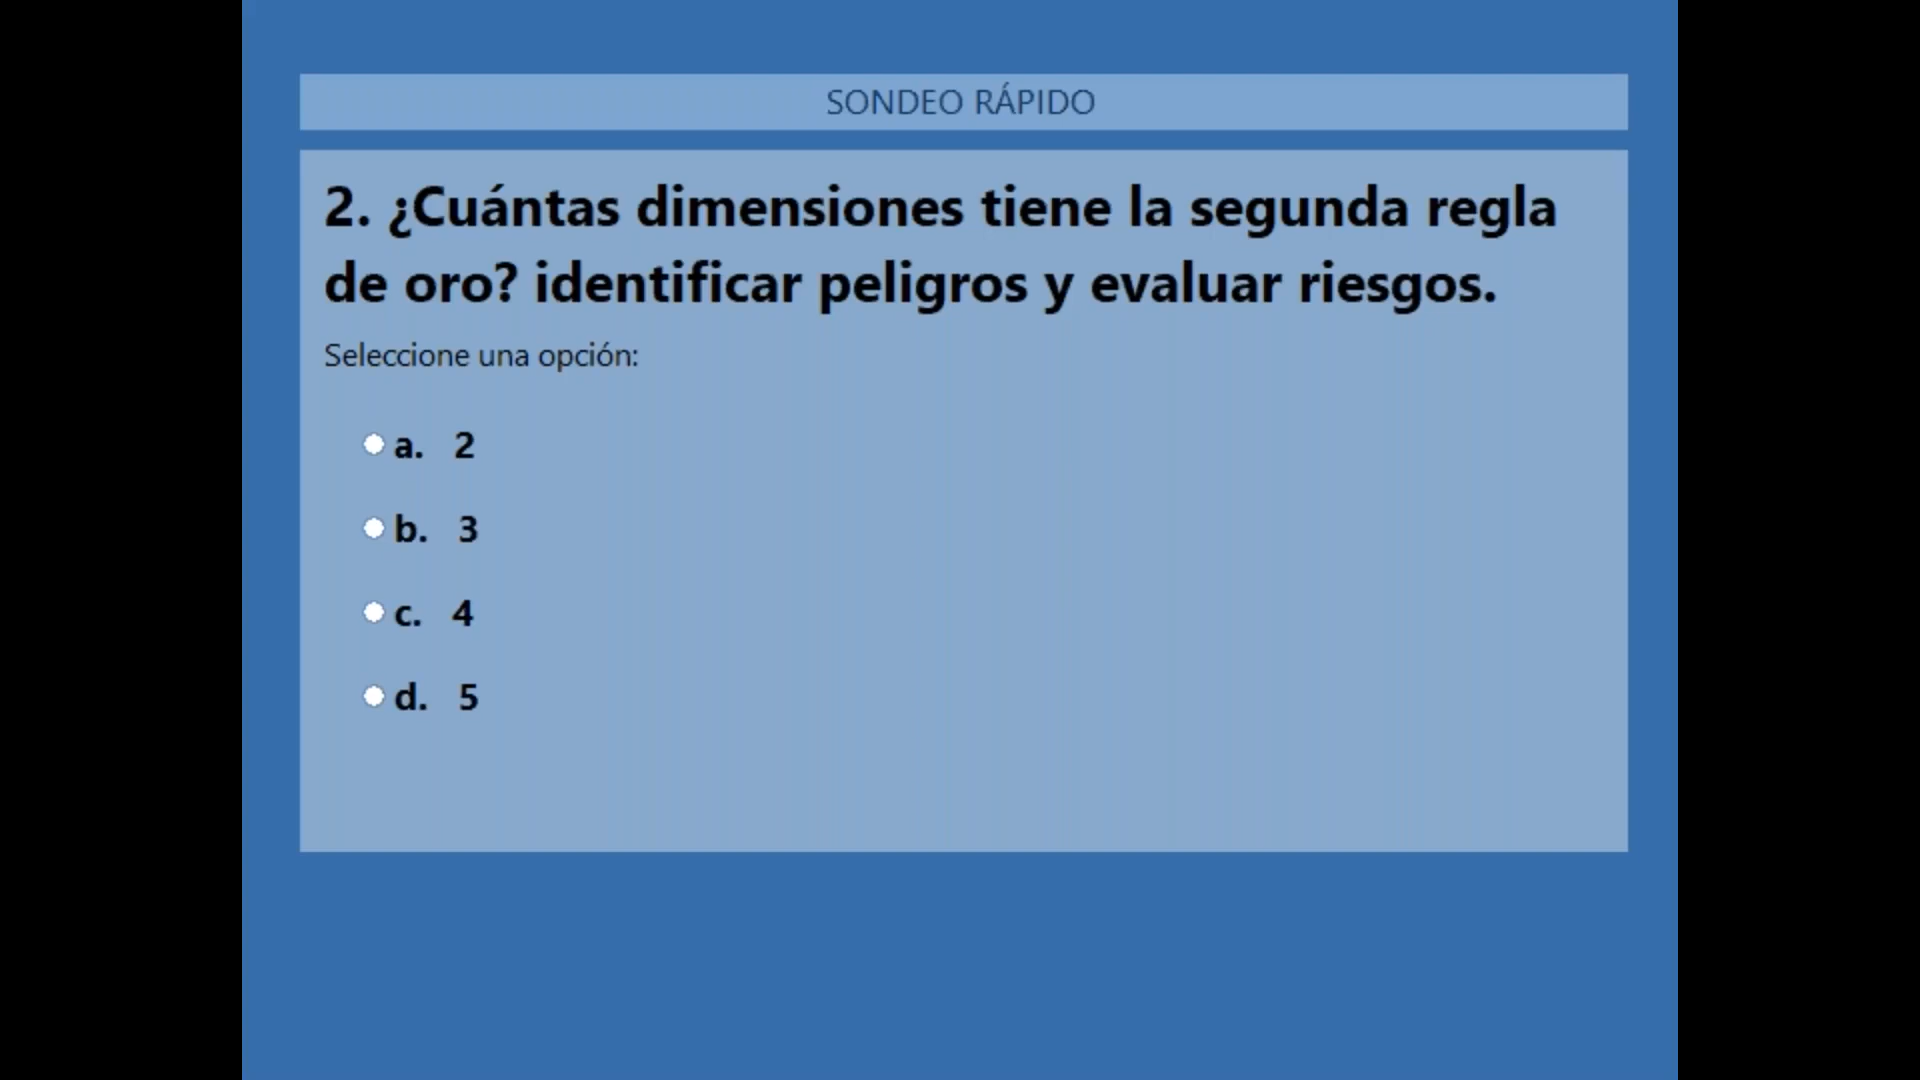 SONDEO RÁPIDO
2. ¿Cuántas dimensiones tiene la segunda regla
de oro? identificar peligros y evaluar riesgos.
Seleccione una opción:
a. 2
b. 3
c. 4
d. 5